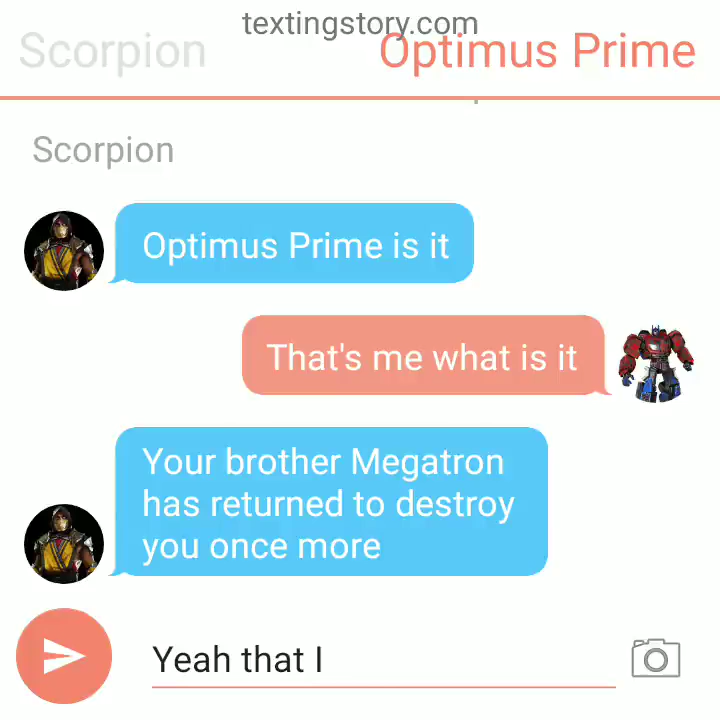 textingstory.com
Scorpion Optimus Prime
Scorpion
Optimus Prime is it
That's me what is it
Your brother Megatron
has returned to destroy
you once more
Yeah that I